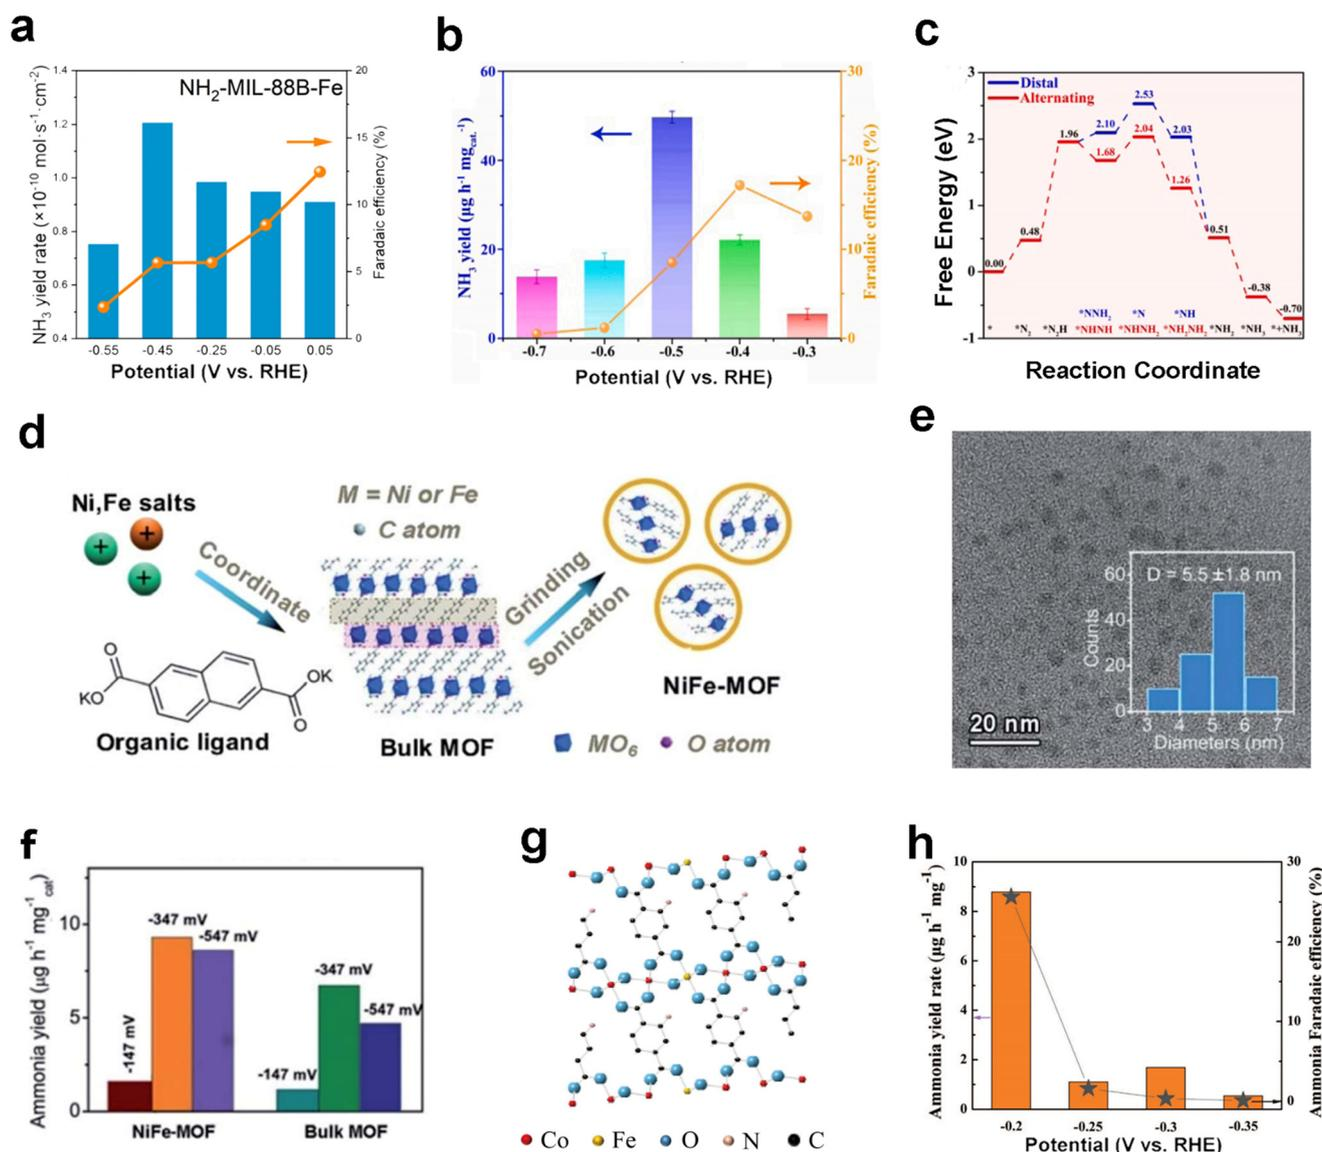 a
NH₂-MIL-88B-Fe
NH₃ yield rate (×10⁻¹⁰ mol·s⁻¹·cm⁻²)
1.4
1.2
1.0
0.8
0.6
0.4
20
15
10
5
0
Faradaic efficiency (%)
-0.55 -0.45 -0.25 -0.05 0.05
Potential (V vs. RHE)
b
NH₃ yield (µg h⁻¹ mg_cat.⁻¹)
60
40
20
0
30
20
10
0
Faradaic efficiency (%)
-0.7 -0.6 -0.5 -0.4 -0.3
Potential (V vs. RHE)
c
Free Energy (eV)
3
2
1
0
-1
Distal
Alternating
0.00
0.48
1.96
2.10
1.68
2.53
2.04
2.03
1.26
0.51
-0.38
-0.70
*NNH₂ *N *NH
* *N₂ *N₂H *NHNH *NHNH₂ *NH₂NH₂ *NH₂ *NH₃ *+NH₃
Reaction Coordinate
d
Ni,Fe salts
M = Ni or Fe
C atom
Coordinate
Grinding
Sonication
KO
O
OK
O
Organic ligand
Bulk MOF
NiFe-MOF
MO₆
O atom
e
D = 5.5 ±1.8 nm
Counts
60
40
20
0
3 4 5 6 7
Diameters (nm)
20 nm
f
Ammonia yield (µg h⁻¹ mg⁻¹cat)
10
5
0
-147 mV
-347 mV
-547 mV
-147 mV
-347 mV
-547 mV
NiFe-MOF Bulk MOF
g
Co Fe O N C
h
Ammonia yield rate (µg h⁻¹ mg⁻¹)
10
8
6
4
2
0
30
20
10
0
Ammonia Faradaic efficiency (%)
-0.2 -0.25 -0.3 -0.35
Potential (V vs. RHE)